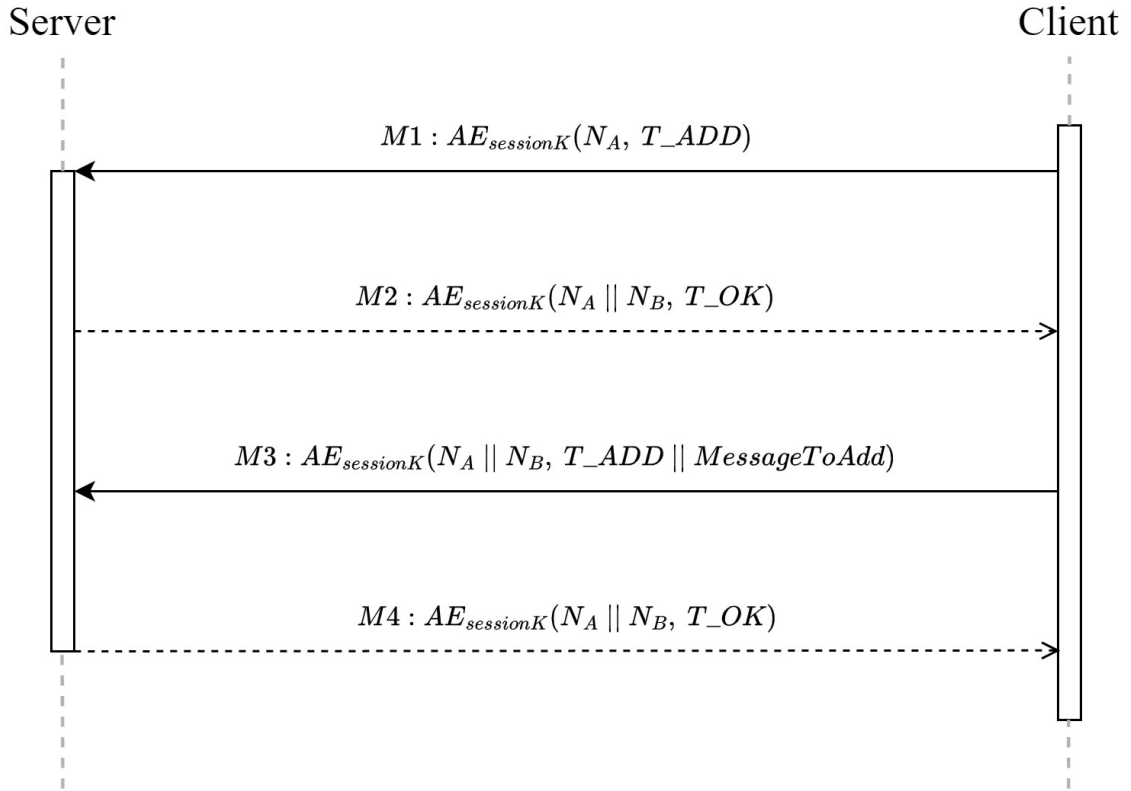 Server
Client
M1 : AE_sessionK(N_A, T_ADD)
M2 : AE_sessionK(N_A || N_B, T_OK)
M3 : AE_sessionK(N_A || N_B, T_ADD || MessageToAdd)
M4 : AE_sessionK(N_A || N_B, T_OK)